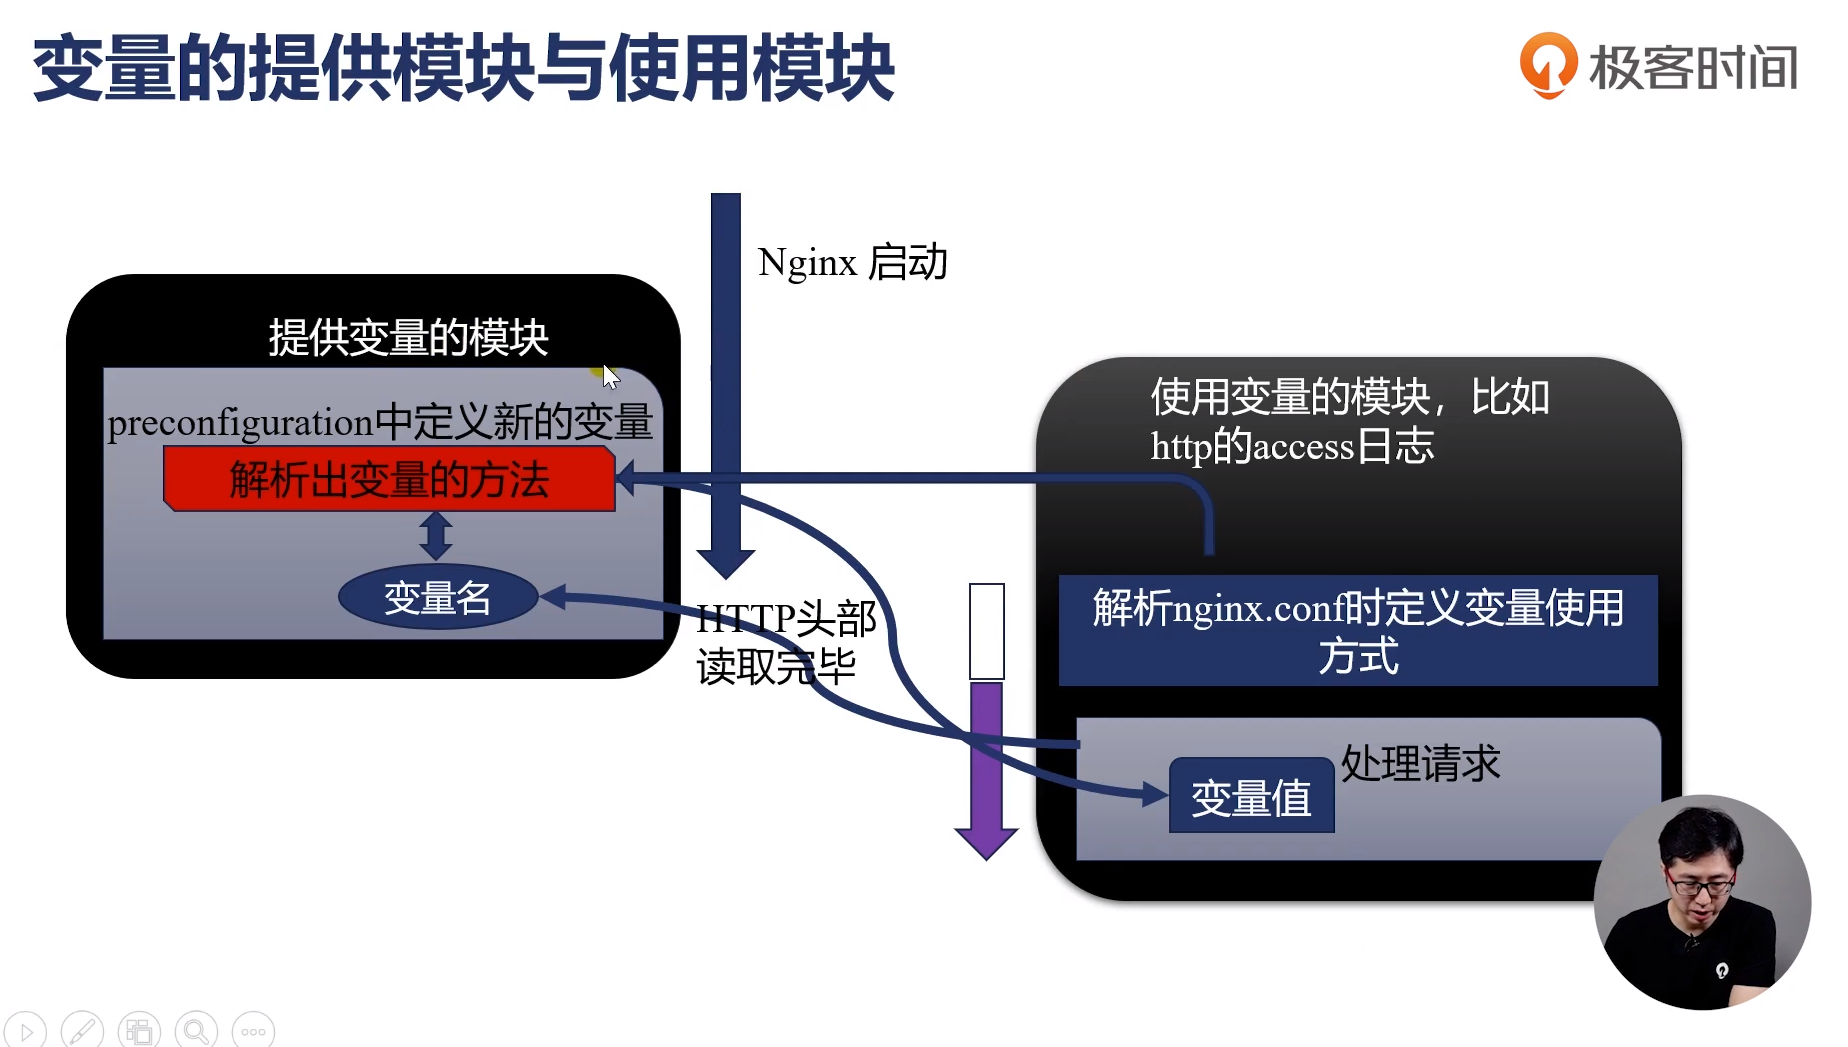 变量的提供模块与使用模块
极客时间
Nginx 启动
提供变量的模块
preconfiguration中定义新的变量
解析出变量的方法
变量名
HTTP头部
读取完毕
使用变量的模块，比如
http的access日志
解析nginx.conf时定义变量使用
方式
处理请求
变量值